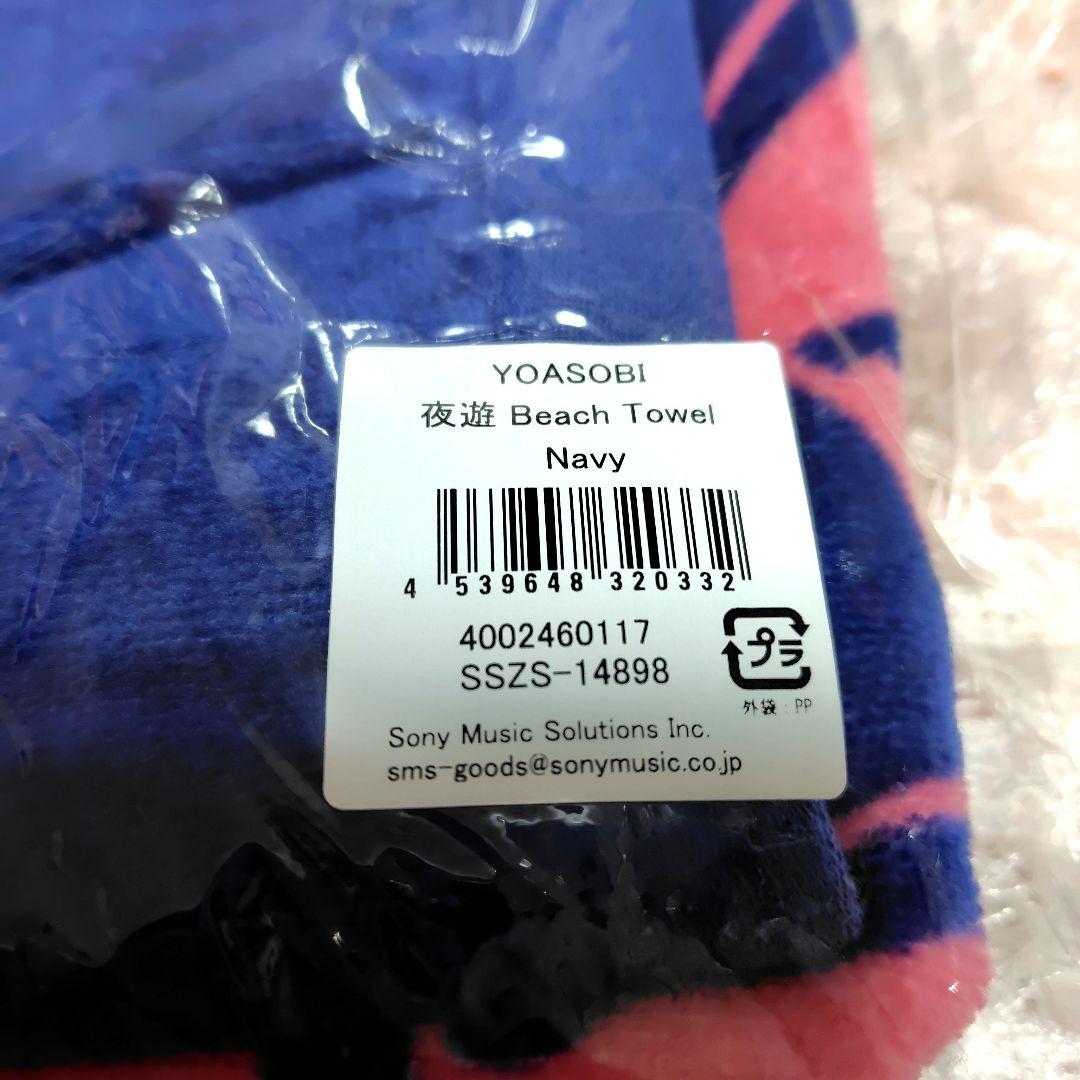 YOASOBI
夜遊 Beach Towel
Navy
4 539648 320332
4002460117
SSZS-14898
プラ
外袋：PP
Sony Music Solutions Inc.
sms-goods@sonymusic.co.jp